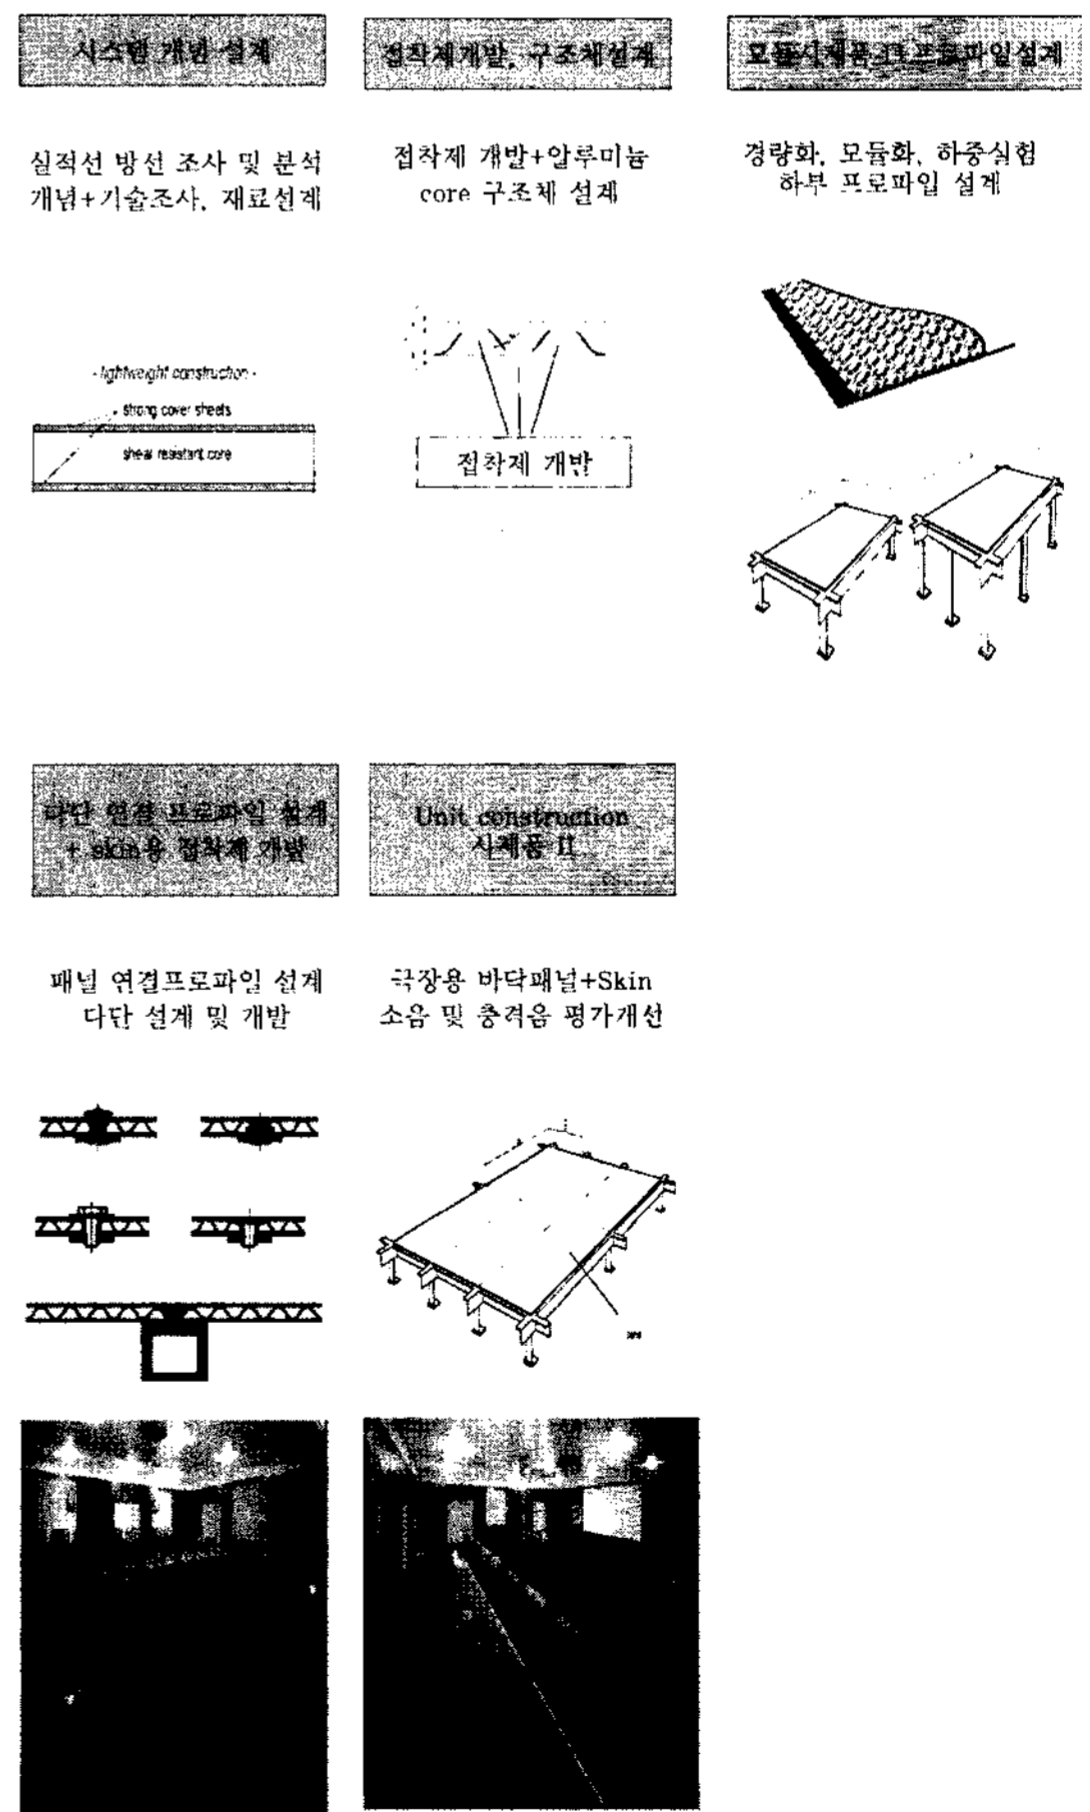 시스템 개념 설계
접착제개발, 구조체설계
모듈시제품 I+프로파일설계
실적선 방선 조사 및 분석
개념+기술조사, 재료선계
접착제 개발+알루미늄
core 구조체 설계
경량화, 모듈화, 하중실험
하부 프로파일 설계
- lightweight construction -
strong cover sheets
shear resistant core
접착제 개발
다단 연결 프로파일 설계
+ skin용 접착제 개발
Unit construction
시제품 II
패널 연결프로파일 설계
다단 설계 및 개발
극장용 바닥패널+Skin
소음 및 충격음 평가개선